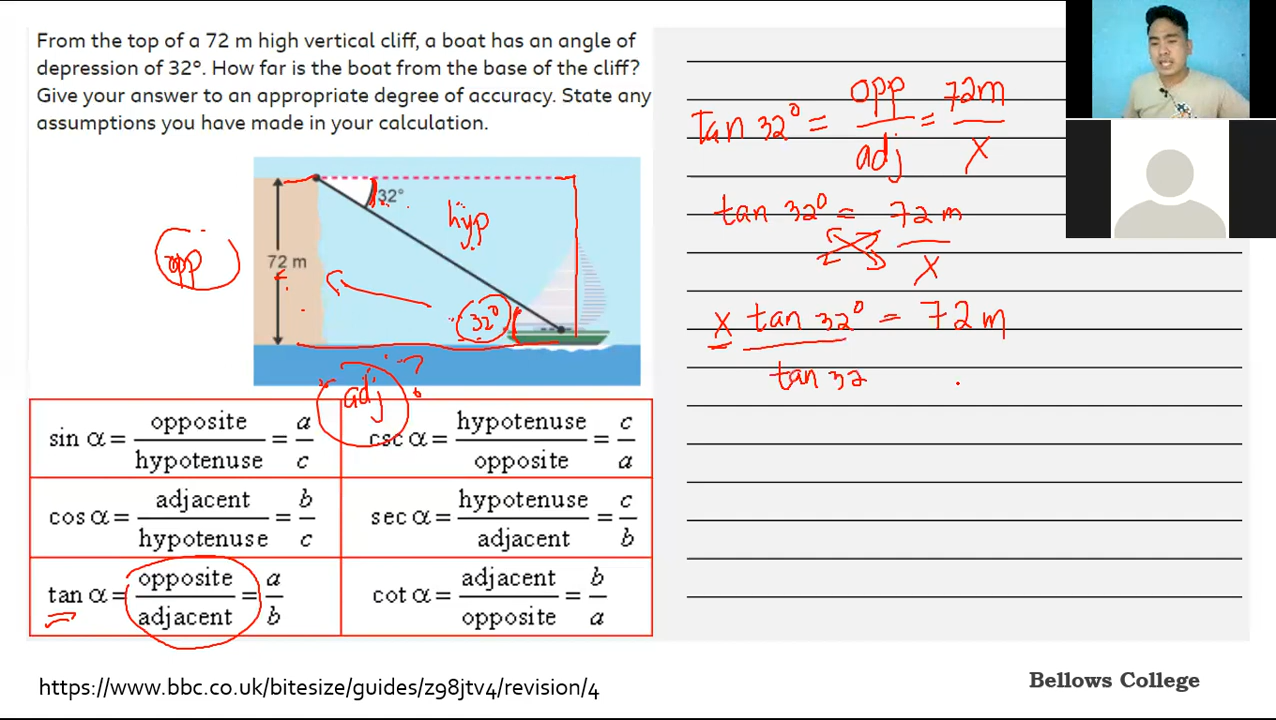 From the top of a 72 m high vertical cliff, a boat has an angle of
depression of 32°. How far is the boat from the base of the cliff?
Give your answer to an appropriate degree of accuracy. State any
assumptions you have made in your calculation.
32°
hyp
opp
72 m
32°
adj
?
sin α = opposite / hypotenuse = a / c
csc α = hypotenuse / opposite = c / a
cos α = adjacent / hypotenuse = b / c
sec α = hypotenuse / adjacent = c / b
tan α = opposite / adjacent = a / b
cot α = adjacent / opposite = b / a
https://www.bbc.co.uk/bitesize/guides/z98jtv4/revision/4
tan 32° = opp / adj = 72m / x
tan 32° = 72 m / x
x tan 32° = 72 m
tan 32
Bellows College